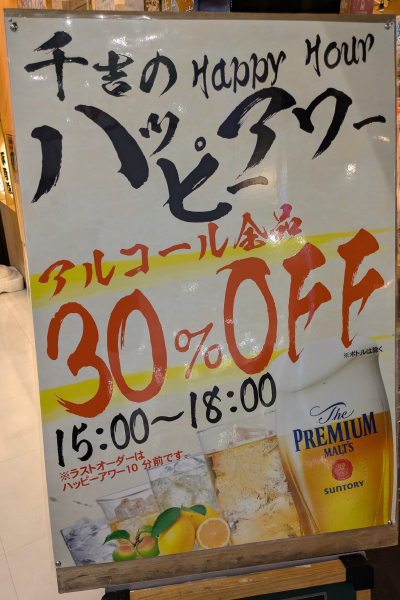 千吉の Happy Hour
ハッピーアワー
アルコール全品
30%OFF
※ボトルは除く
15:00〜18:00
※ラストオーダーは
ハッピーアワー10分前です
The
PREMIUM
MALT'S
SUNTORY